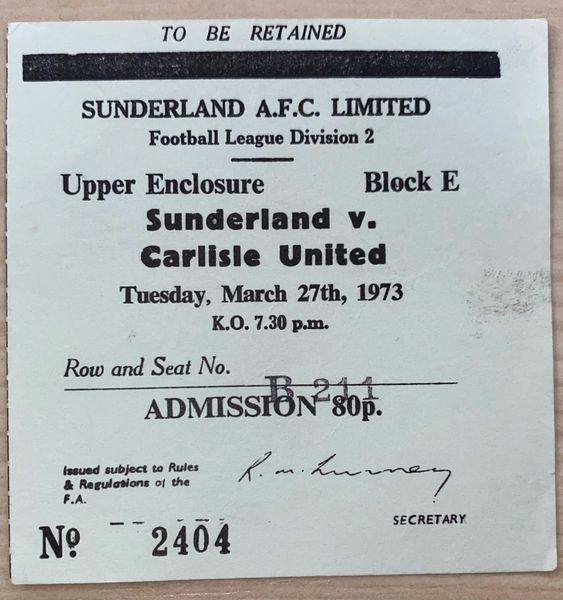 TO BE RETAINED
SUNDERLAND A.F.C. LIMITED
Football League Division 2
Upper Enclosure Block E
Sunderland v.
Carlisle United
Tuesday, March 27th, 1973
K.O. 7.30 p.m.
Row and Seat No.
B 211
ADMISSION 80p.
Issued subject to Rules
& Regulations of the
F.A.
SECRETARY
Nº 2404